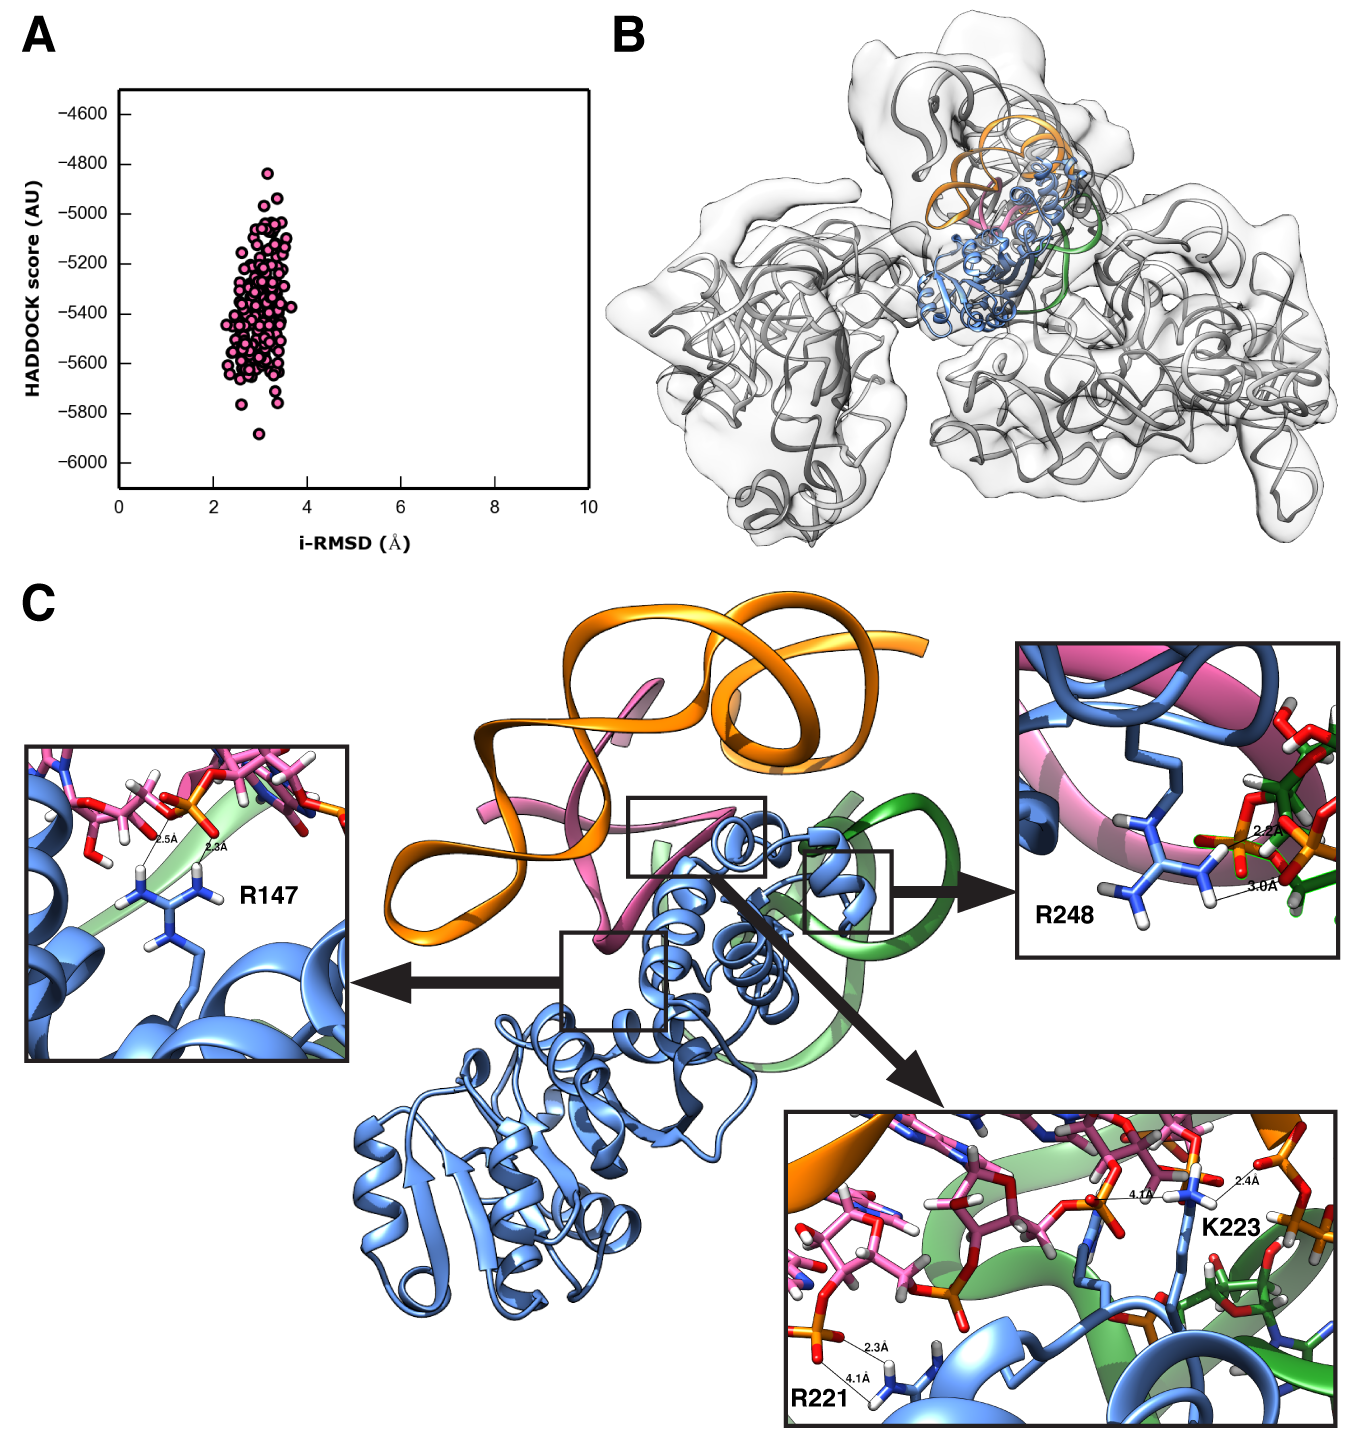 A
B
−4600
−4800
−5000
−5200
−5400
−5600
−5800
−6000
HADDOCK score (AU)
0 2 4 6 8 10
i-RMSD (Å)
C
2.5Å
2.3Å
R147
2.2Å
3.0Å
R248
4.1Å
2.4Å
K223
2.3Å
4.1Å
R221